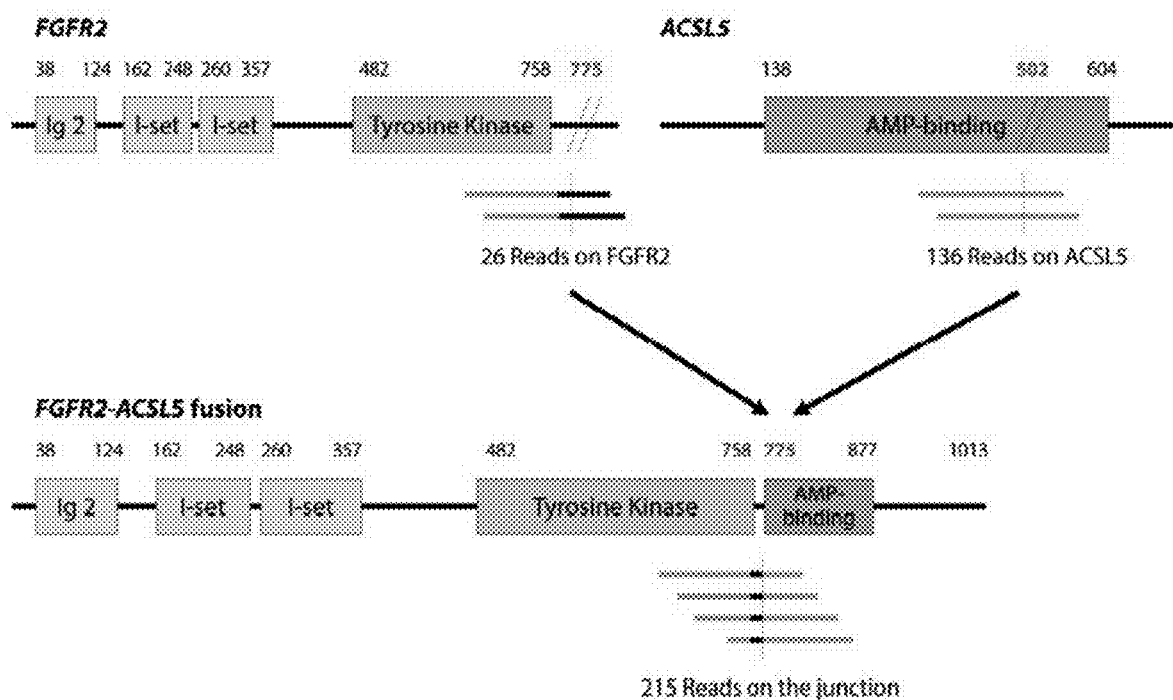 FGFR2
38 124 162 248 260 357 482 758 775
Ig 2 I-set I-set Tyrosine Kinase
26 Reads on FGFR2
ACSL5
138 502 604
AMP-binding
136 Reads on ACSL5
FGFR2-ACSL5 fusion
38 124 162 248 260 357 482 758 775 877 1013
Ig 2 I-set I-set Tyrosine Kinase AMP-
binding
215 Reads on the junction